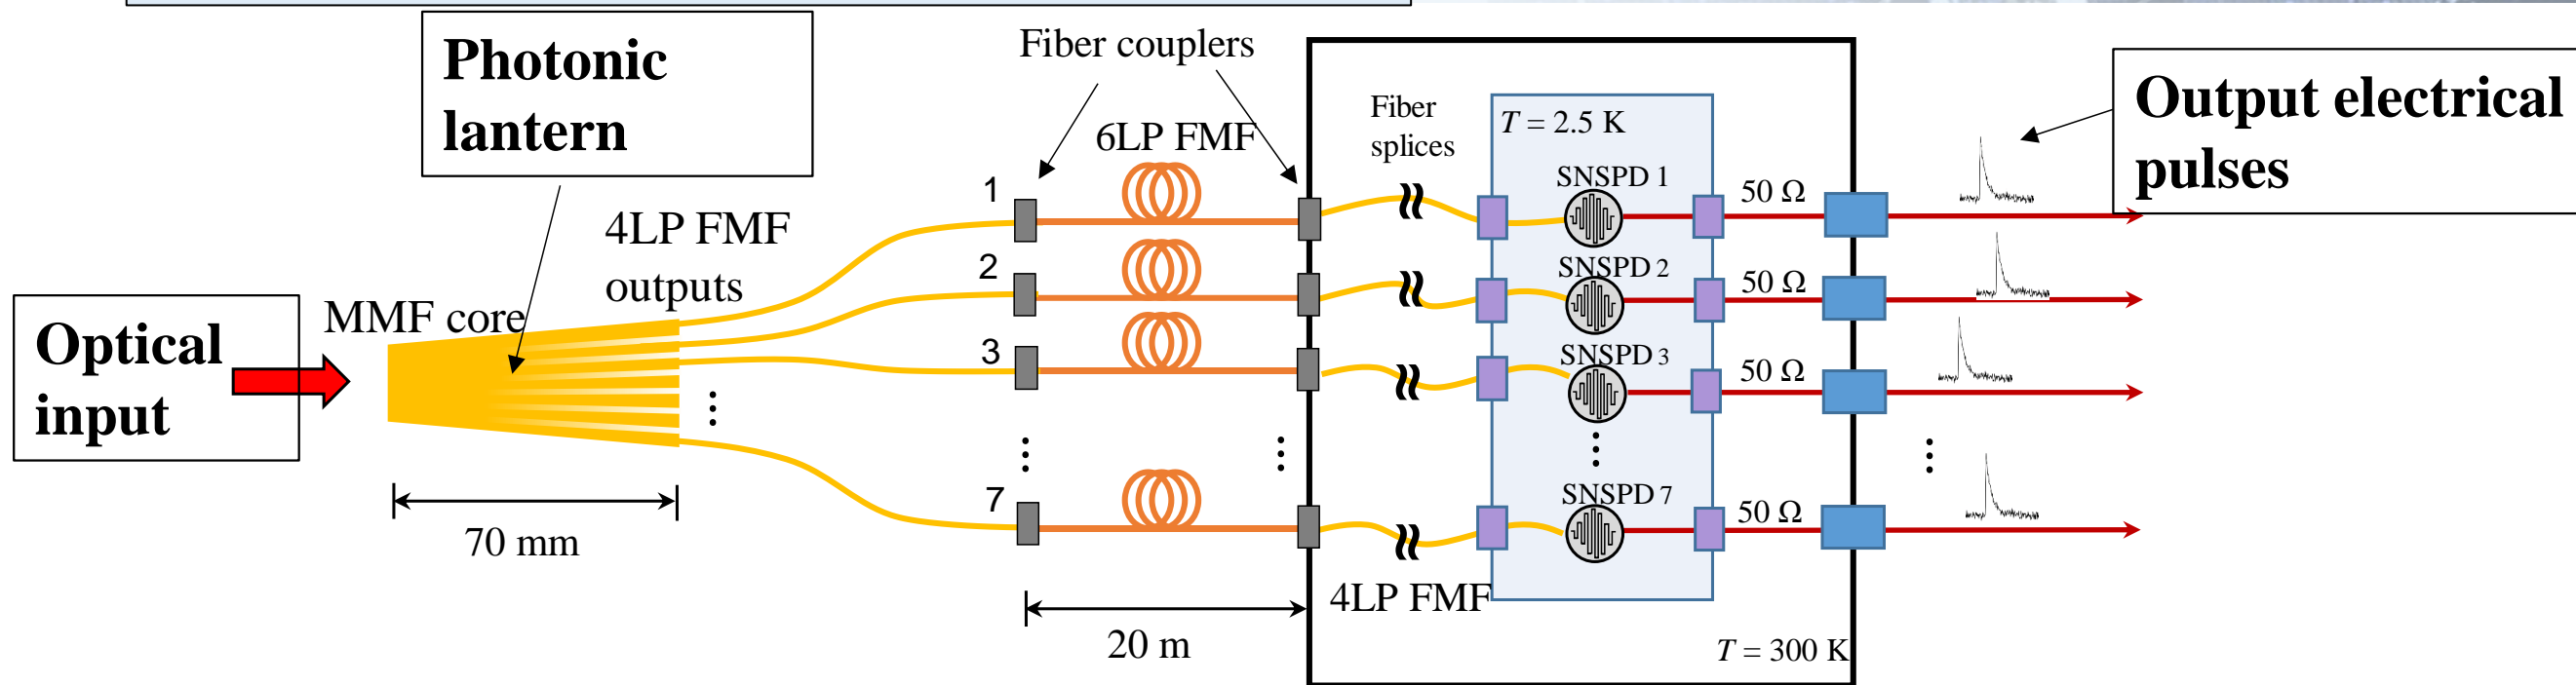 Photonic
lantern
Fiber couplers
Output electrical
pulses
Fiber
splices
T = 2.5 K
6LP FMF
SNSPD 1
50 Ω
1
4LP FMF
outputs
2
SNSPD 2
50 Ω
MMF core
Optical
input
3
SNSPD 3
50 Ω
7
SNSPD 7
50 Ω
70 mm
4LP FMF
20 m
T = 300 K